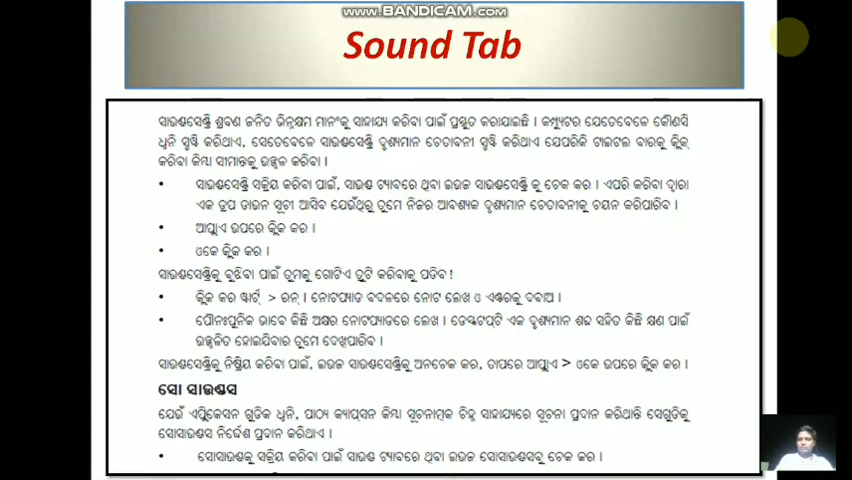 www.BANDICAM.com
Sound Tab
ସାଉଣ୍ଡସେଣ୍ଟ୍ରି ଶ୍ରବଣ ଜନିତ ଭିନ୍ନକ୍ଷମ ମାନଂକୁ ସାହାଯ୍ୟ କରିବା ପାଇଁ ପ୍ରସ୍ତୁତ କରାଯାଇଛି । କମ୍ପ୍ୟୁଟର ଯେତେବେଳେ କୌଣସି
ଧ୍ୱନି ସୃଷ୍ଟି କରିଥାଏ, ସେତେବେଳେ ସାଉଣ୍ଡସେଣ୍ଟ୍ରି ଦୃଶ୍ୟମାନ ଚେତାବନୀ ସୃଷ୍ଟି କରିଥାଏ ଯେପରିକି ଟାଇଟଲ ବାରକୁ କ୍ଲିକ୍
କରିବା କିମ୍ବା ସୀମାନ୍ତକୁ ଉଜ୍ଜ୍ୱଳ କରିବା ।
• ସାଉଣ୍ଡସେଣ୍ଟ୍ରି ସକ୍ରିୟ କରିବା ପାଇଁ, ସାଉଣ୍ଡ ଟ୍ୟାବରେ ଥିବା ଇଉଜ ସାଉଣ୍ଡସେଣ୍ଟ୍ରି କୁ ଚେକ କର । ଏପରି କରିବା ଦ୍ୱାରା
ଏକ ଡ୍ରପ ଡାଉନ ସୂଚୀ ଆସିବ ଯେଉଁଥିରୁ ତୁମେ ନିଜର ଆବଶ୍ୟକ ଦୃଶ୍ୟମାନ ଚେତାବନୀକୁ ଚୟନ କରିପାରିବ ।
• ଆପ୍ଲାଏ ଉପରେ କ୍ଲିକ କର ।
• ଓକେ କ୍ଲିକ କର ।
ସାଉଣ୍ଡସେଣ୍ଟ୍ରିକୁ ବୁଝିବା ପାଇଁ ତୁମକୁ ଗୋଟିଏ ତ୍ରୁଟି କରିବାକୁ ପଡିବ!
• କ୍ଲିକ କର ଷ୍ଟାର୍ଟ୍ > ରନ୍ । ନୋଟପ୍ୟାଡ ବଦଳରେ ନୋଟ ଲେଖ ଓ ଏଣ୍ଟରକୁ ଦବାଅ ।
• ପୌନଃପୁନିକ ଭାବେ କିଛି ଅକ୍ଷର ନୋଟପ୍ୟାଡରେ ଲେଖ । ଡେସ୍କଟପ୍‌ଟି ଏକ ଦୃଶ୍ୟମାନ ଶବ୍ଦ ସହିତ କିଛି କ୍ଷଣ ପାଇଁ
ଉଜ୍ଜ୍ୱଳିତ ହୋଇଯିବାର ତୁମେ ଦେଖିପାରିବ ।
ସାଉଣ୍ଡସେଣ୍ଟ୍ରିକୁ ନିଷ୍କ୍ରିୟ କରିବା ପାଇଁ, ଇଉଜ ସାଉଣ୍ଡସେଣ୍ଟ୍ରିକୁ ଅନଚେକ କର, ତାପରେ ଆପ୍ଲାଏ > ଓକେ ଉପରେ କ୍ଲିକ କର ।
ସୋ ସାଉଣ୍ଡସ
ଯେଉଁ ଏପ୍ଲିକେସନ ଗୁଡିକ ଧ୍ୱନି, ପାଠ୍ୟ କ୍ୟାପ୍‌ସନ କିମ୍ବା ସୂଚନାତ୍ମକ ଚିହ୍ନ ସାହାଯ୍ୟରେ ସୂଚନା ପ୍ରଦାନ କରିଥାନ୍ତି ସେଗୁଡିକୁ
ସୋସାଉଣ୍ଡସ ନିର୍ଦ୍ଦେଶ ପ୍ରଦାନ କରିଥାଏ ।
• ସୋସାଉଣ୍ଡକୁ ସକ୍ରିୟ କରିବା ପାଇଁ ସାଉଣ୍ଡ ଟ୍ୟାବରେ ଥିବା ଇଉଜ ସୋସାଉଣ୍ଡସକୁ ଚେକ କର ।